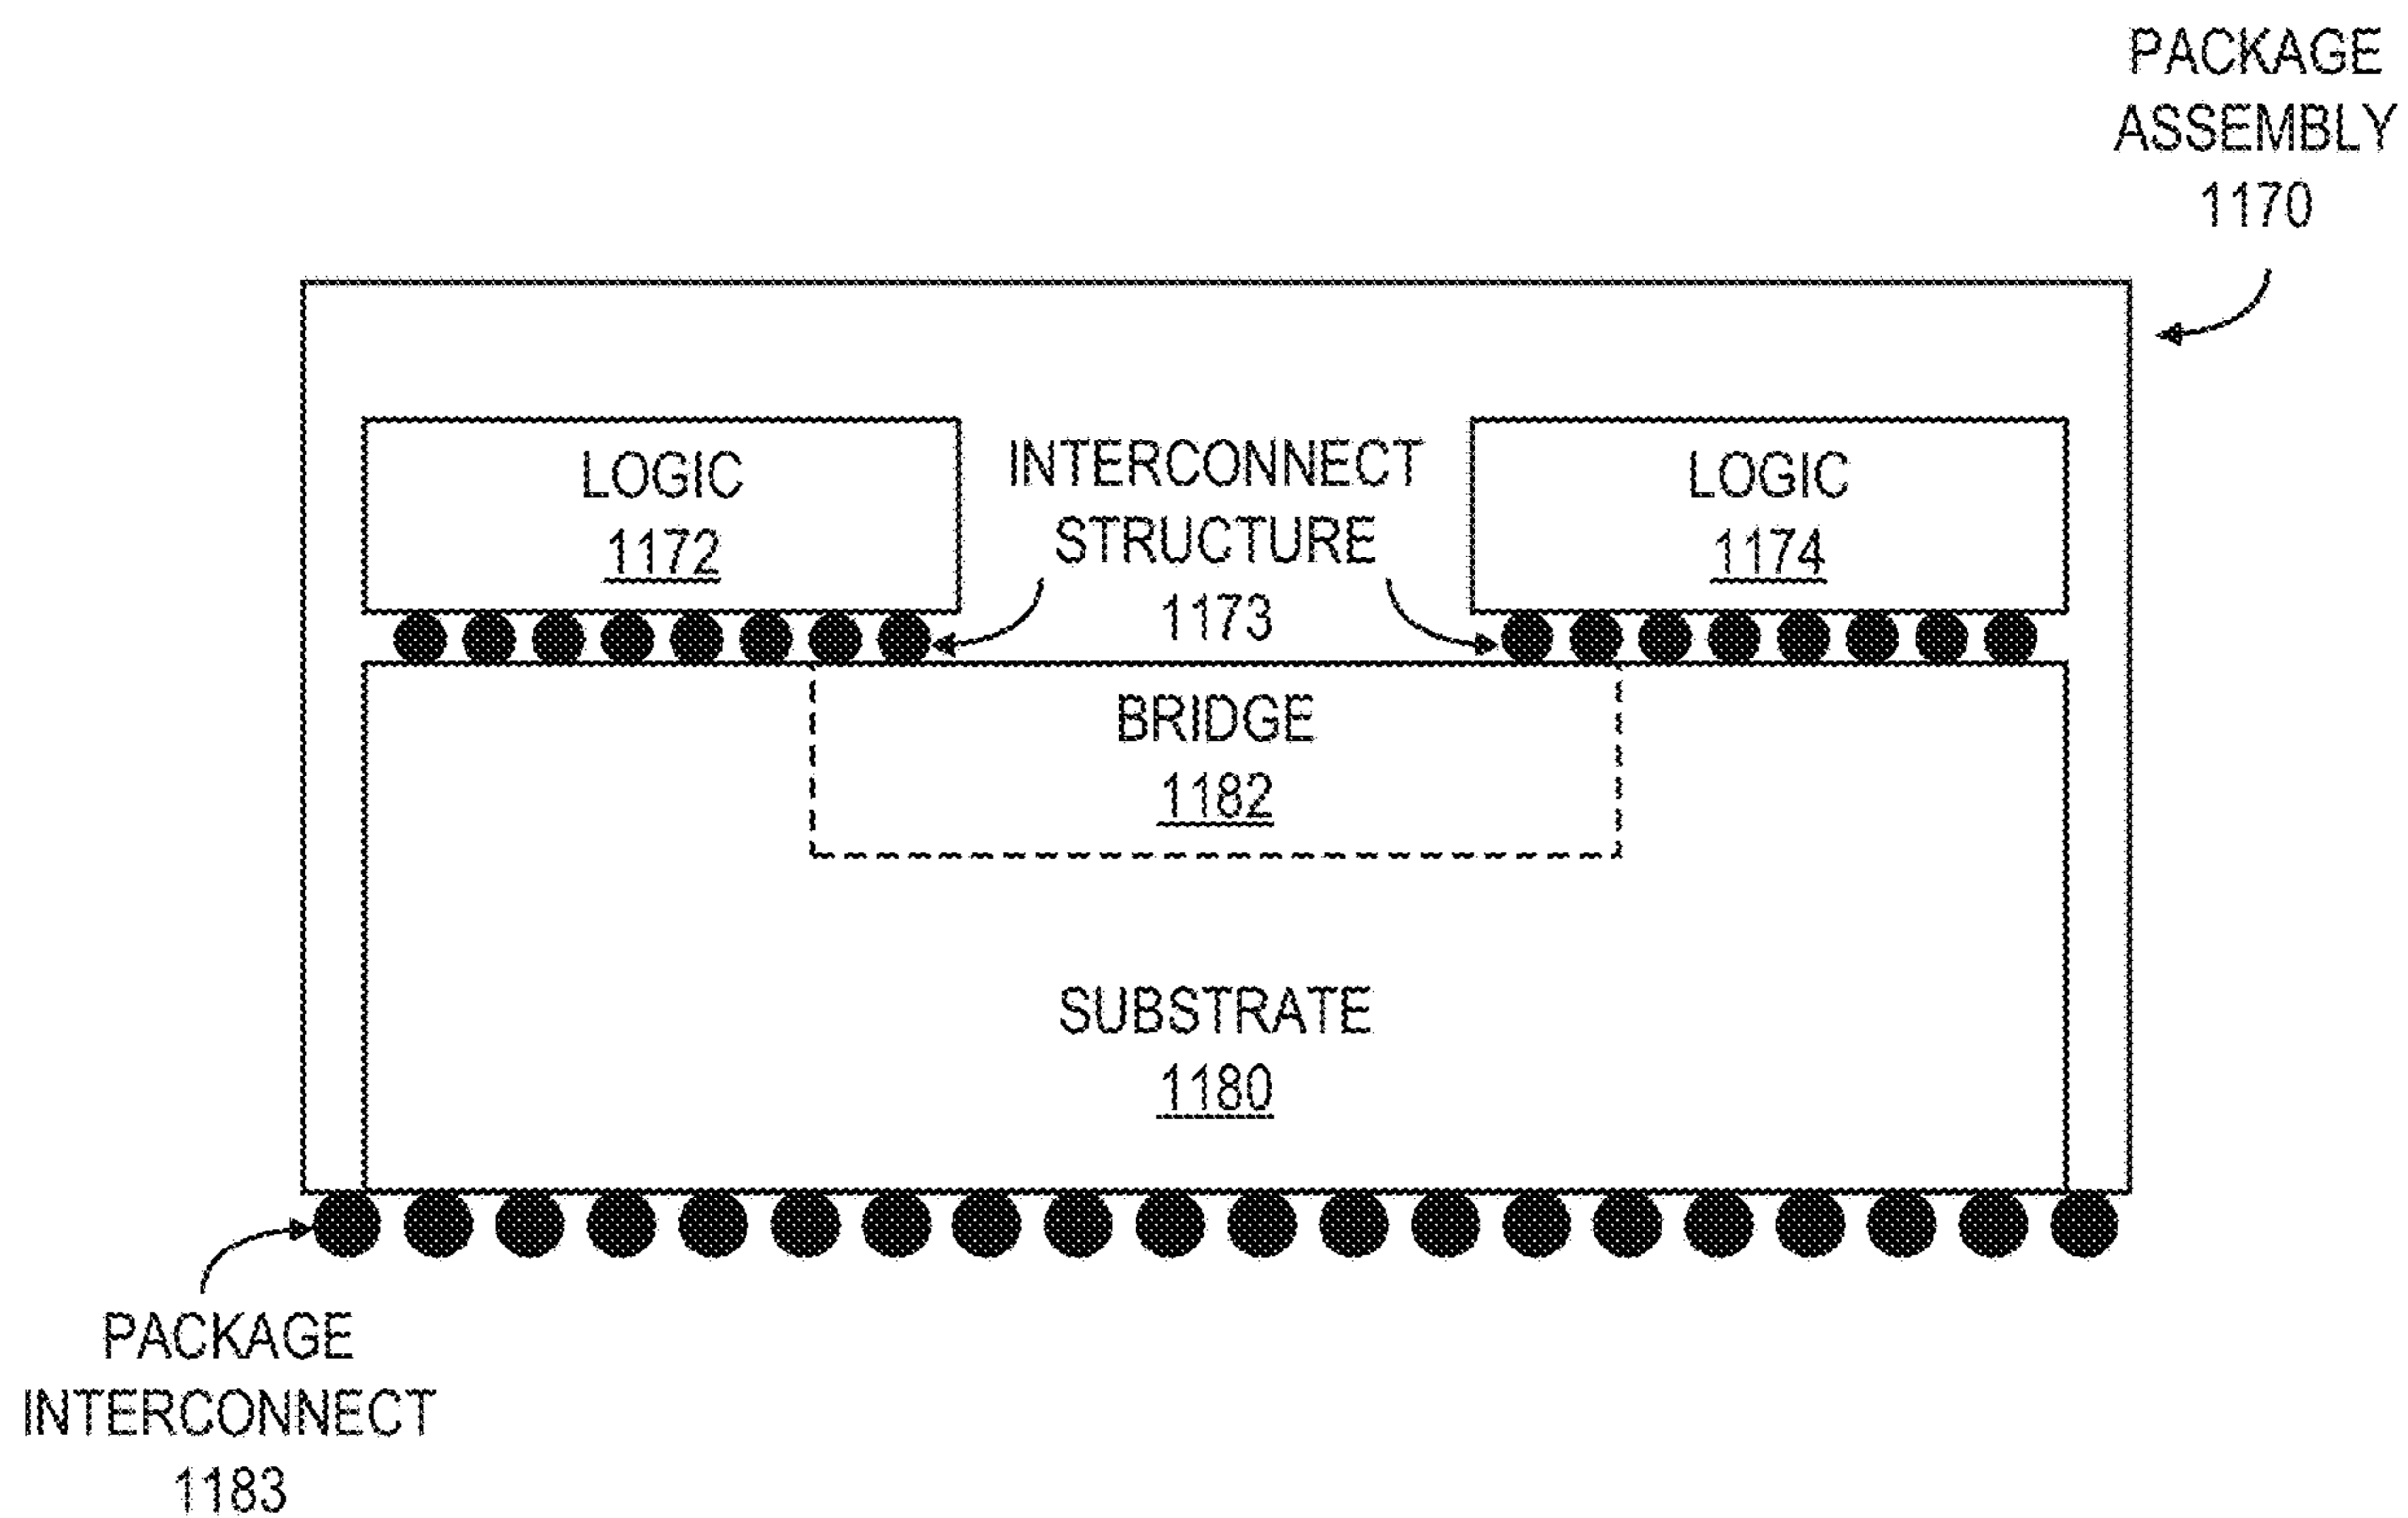 PACKAGE
ASSEMBLY
1170
LOGIC
1172
INTERCONNECT
STRUCTURE
1173
LOGIC
1174
BRIDGE
1182
SUBSTRATE
1180
PACKAGE
INTERCONNECT
1183